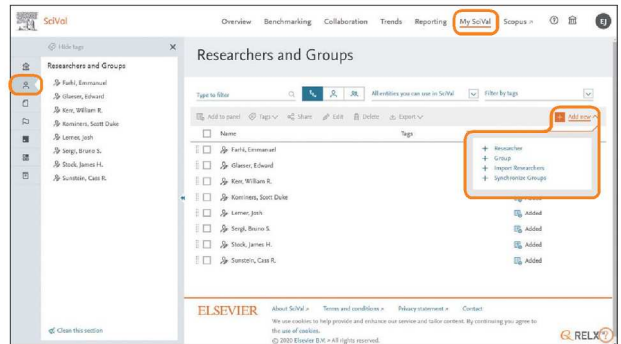 SciVal
Overview Benchmarking Collaboration Trends Reporting My SciVal Scopus ↗ EJ
Hide tags
Researchers and Groups
Farhi, Emmanuel
Glaeser, Edward
Kerr, William R.
Kominers, Scott Duke
Lerner, Josh
Sergi, Bruno S.
Stock, James H.
Sunstein, Cass R.
Clean this section
Researchers and Groups
Type to filter
All entities you can use in SciVal
Filter by tags
Add to panel Tags Share Edit Delete Export Add new
Name Tags
Farhi, Emmanuel
Glaeser, Edward
Kerr, William R.
Kominers, Scott Duke Added
Lerner, Josh Added
Sergi, Bruno S. Added
Stock, James H. Added
Sunstein, Cass R. Added
+ Researcher
+ Group
+ Import Researchers
+ Synchronize Groups
ELSEVIER
About SciVal Terms and conditions Privacy statement Contact
We use cookies to help provide and enhance our service and tailor content. By continuing you agree to
the use of cookies.
© 2020 Elsevier B.V. All rights reserved.
RELX